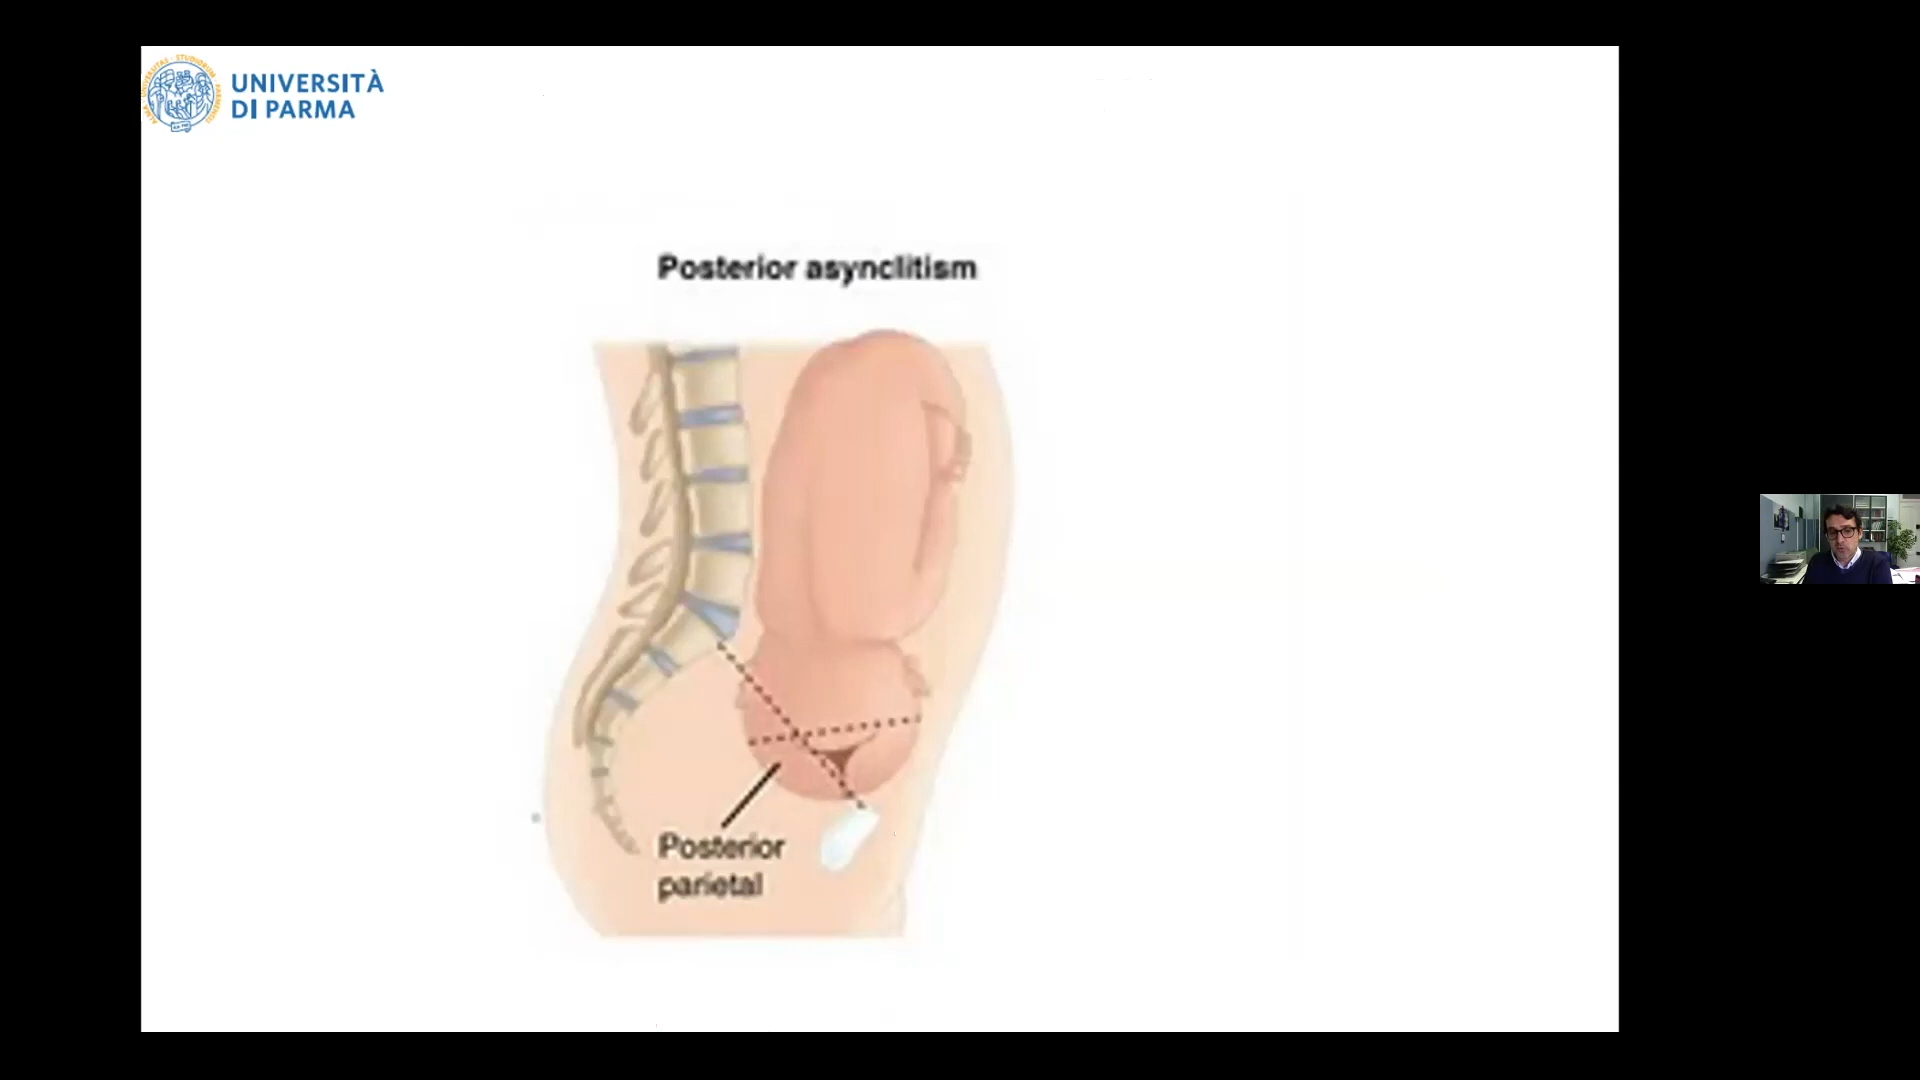 UNIVERSITÀ
DI PARMA
Posterior asynclitism
Posterior
parietal